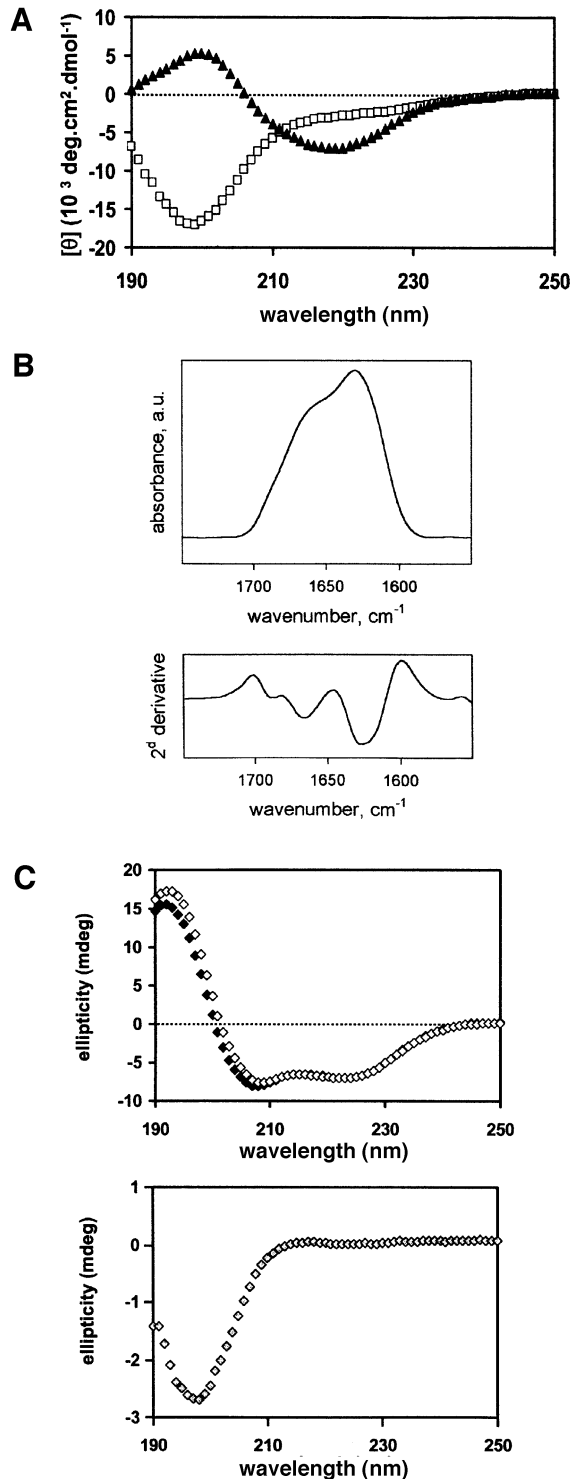 A
10
5
0
-5
-10
-15
-20
[θ] (10 ³ deg.cm².dmol⁻¹)
190 210 230 250
wavelength (nm)
B
absorbance, a.u.
1700 1650 1600
wavenumber, cm⁻¹
2ᵈ derivative
1700 1650 1600
wavenumber, cm⁻¹
C
20
15
10
5
0
-5
-10
ellipticity (mdeg)
190 210 230 250
wavelength (nm)
1
0
-1
-2
-3
ellipticity (mdeg)
190 210 230 250
wavelength (nm)